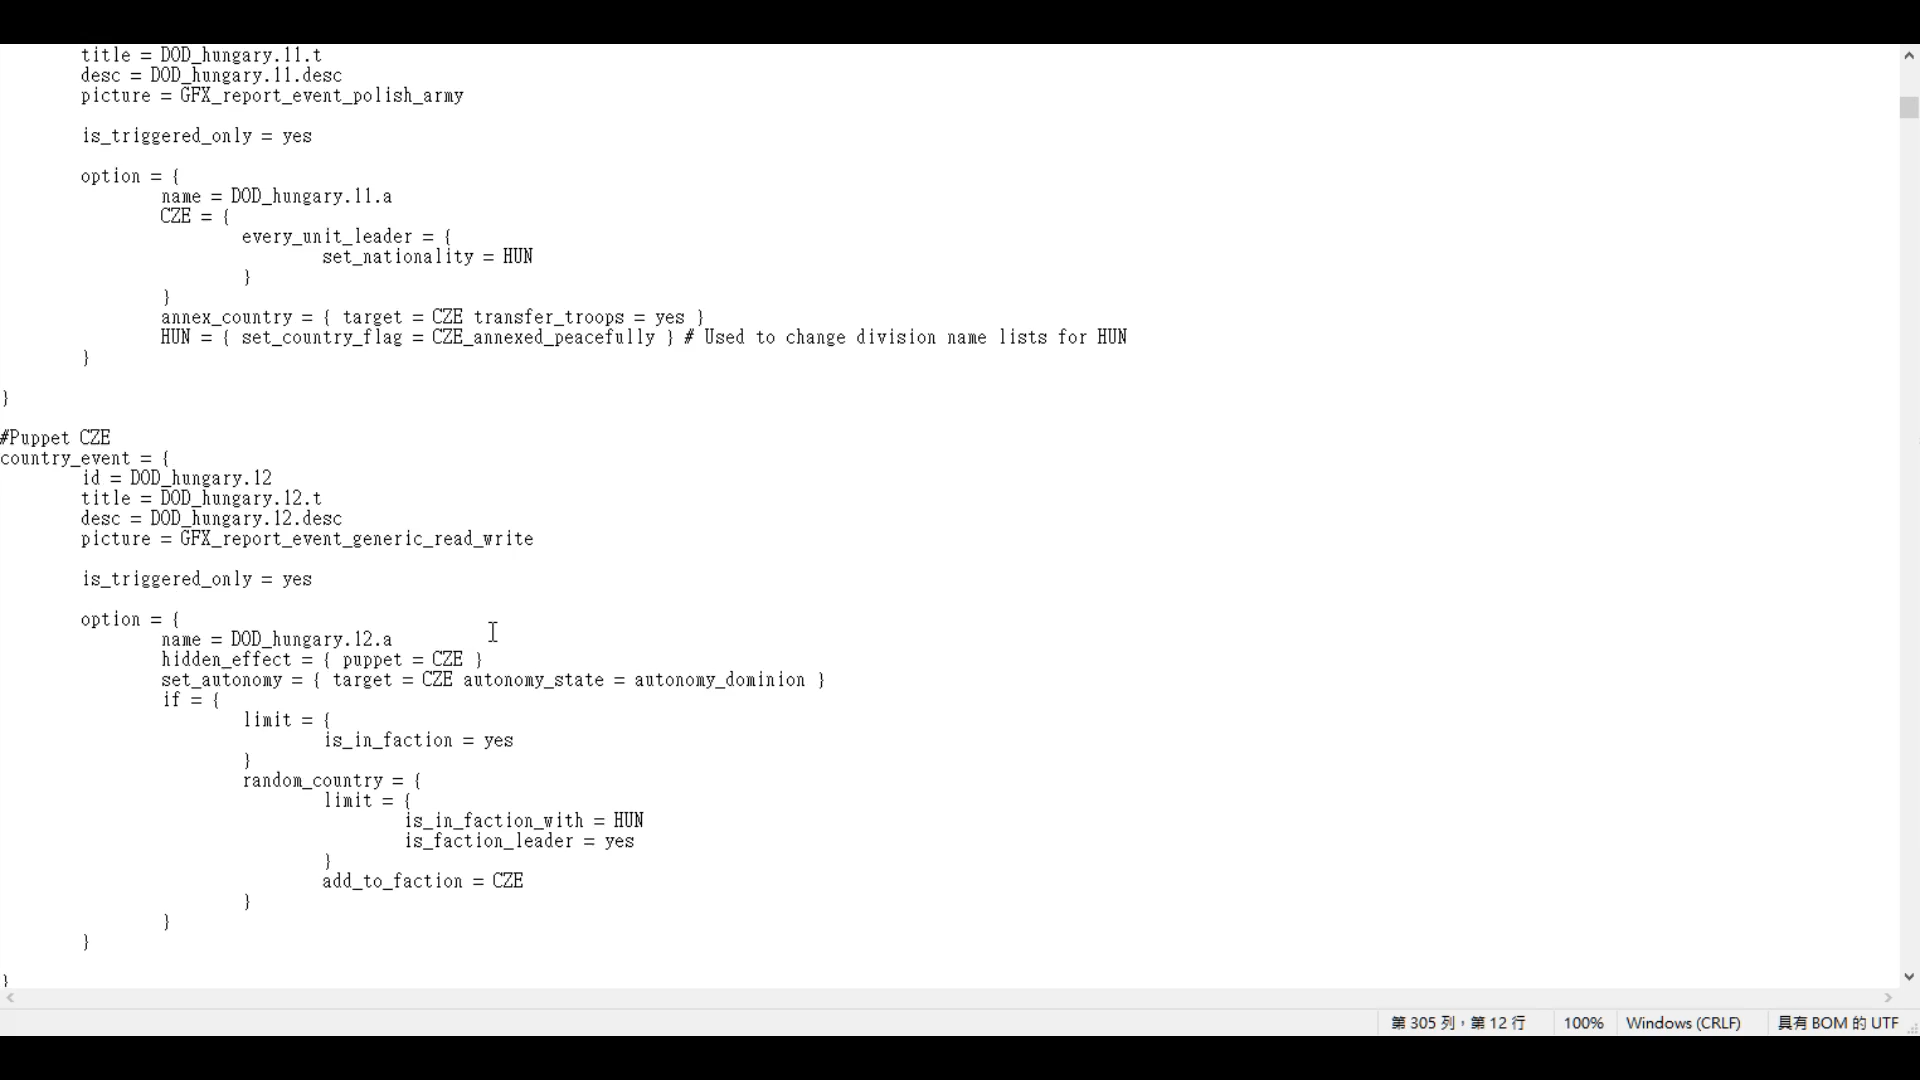 title = DOD_hungary.11.t
desc = DOD_hungary.11.desc
picture = GFX_report_event_polish_army
is_triggered_only = yes
option = {
name = DOD_hungary.11.a
CZE = {
every_unit_leader = {
set_nationality = HUN
}
}
annex_country = { target = CZE transfer_troops = yes }
HUN = { set_country_flag = CZE_annexed_peacefully } # Used to change division name lists for HUN
}
}
#Puppet CZE
country_event = {
id = DOD_hungary.12
title = DOD_hungary.12.t
desc = DOD_hungary.12.desc
picture = GFX_report_event_generic_read_write
is_triggered_only = yes
option = {
name = DOD_hungary.12.a
hidden_effect = { puppet = CZE }
set_autonomy = { target = CZE autonomy_state = autonomy_dominion }
if = {
limit = {
is_in_faction = yes
}
random_country = {
limit = {
is_in_faction_with = HUN
is_faction_leader = yes
}
add_to_faction = CZE
}
}
}
}
第 305 列，第 12 行 100% Windows (CRLF) 具有 BOM 的 UTF